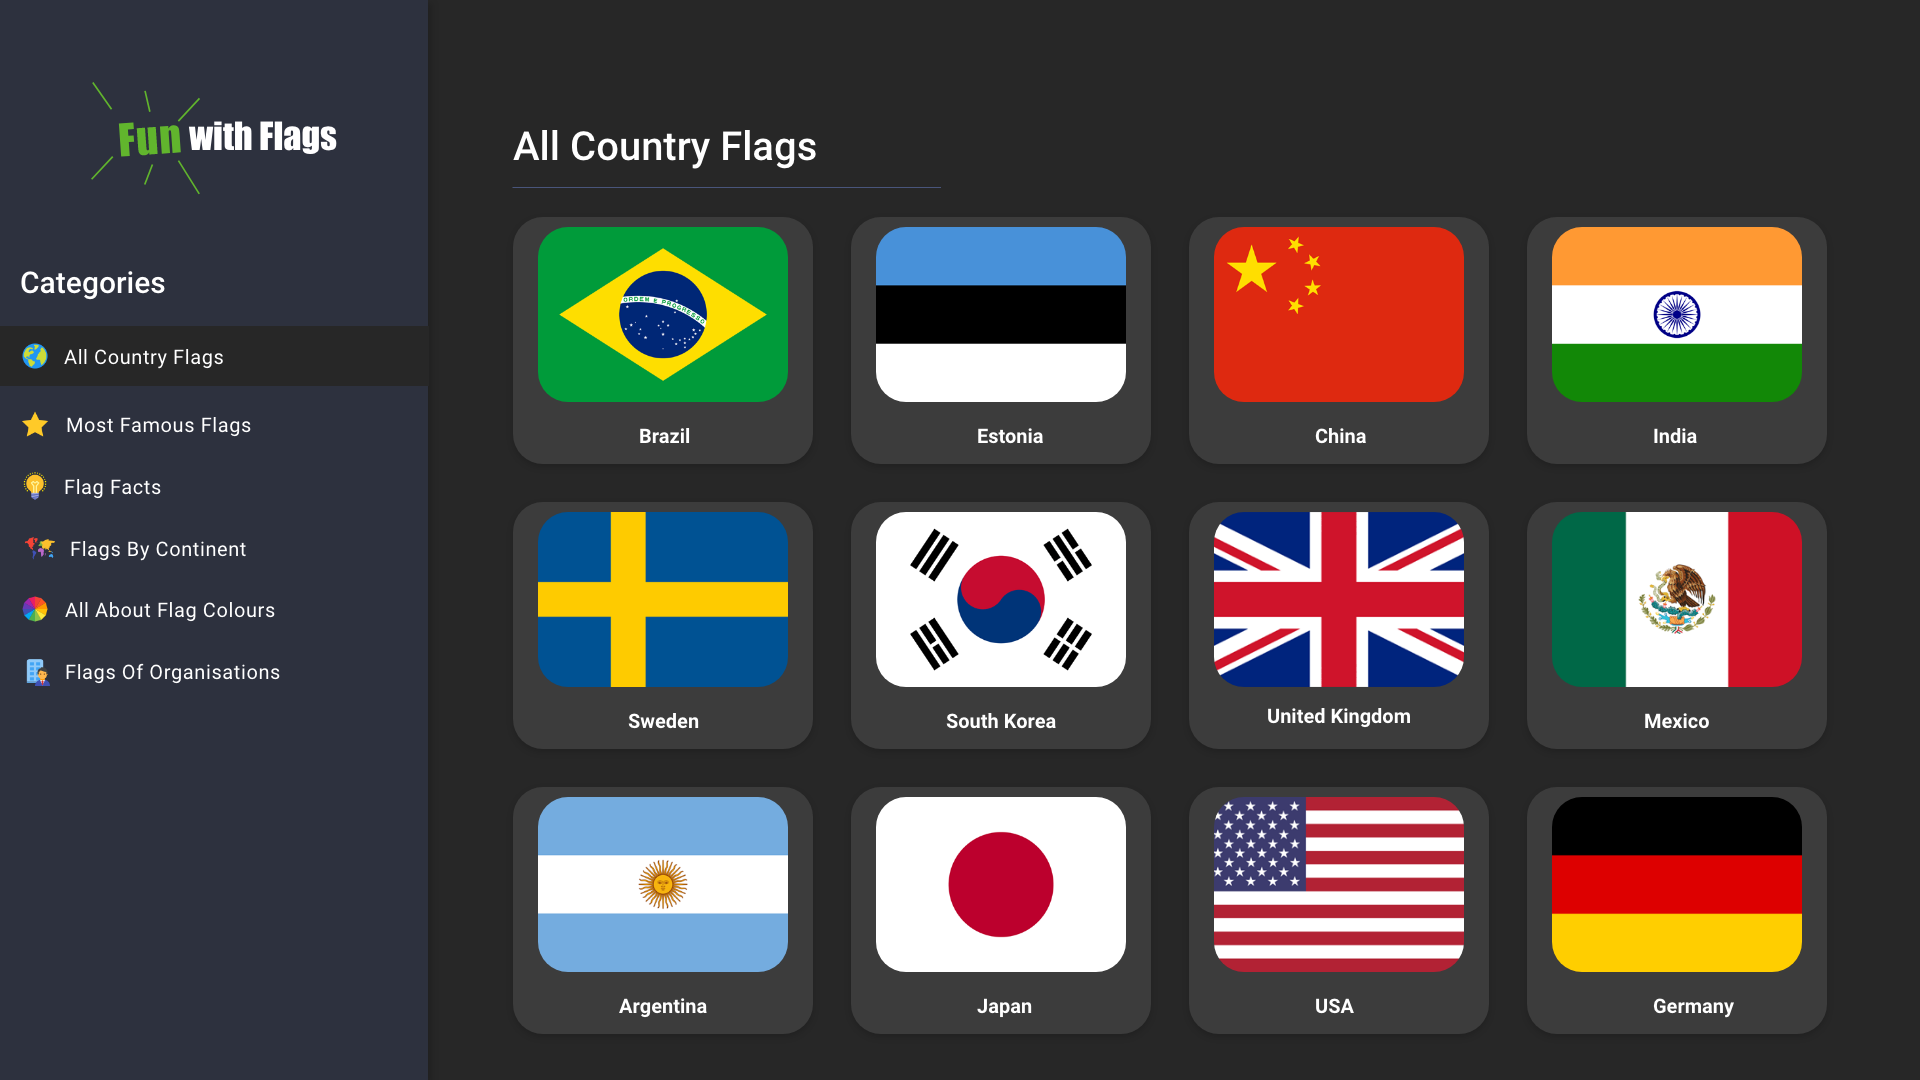 Fun with Flags
Categories
All Country Flags
Most Famous Flags
Flag Facts
Flags By Continent
All About Flag Colours
Flags Of Organisations
All Country Flags
ORDEM E PROGRESSO
Brazil
Estonia
China
India
Sweden
South Korea
United Kingdom
Mexico
Argentina
Japan
USA
Germany